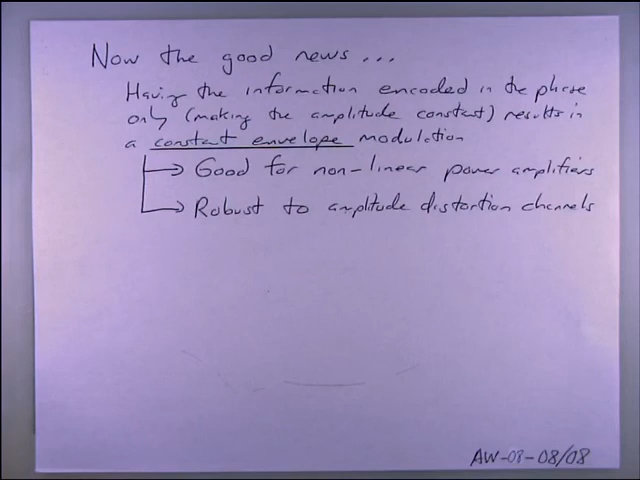 Now the good news...
Having the information encoded in the phase
only (making the amplitude constant) results in
a constant envelope modulation
→ Good for non-linear power amplifiers
→ Robust to amplitude distortion channels
AW-08-08/08